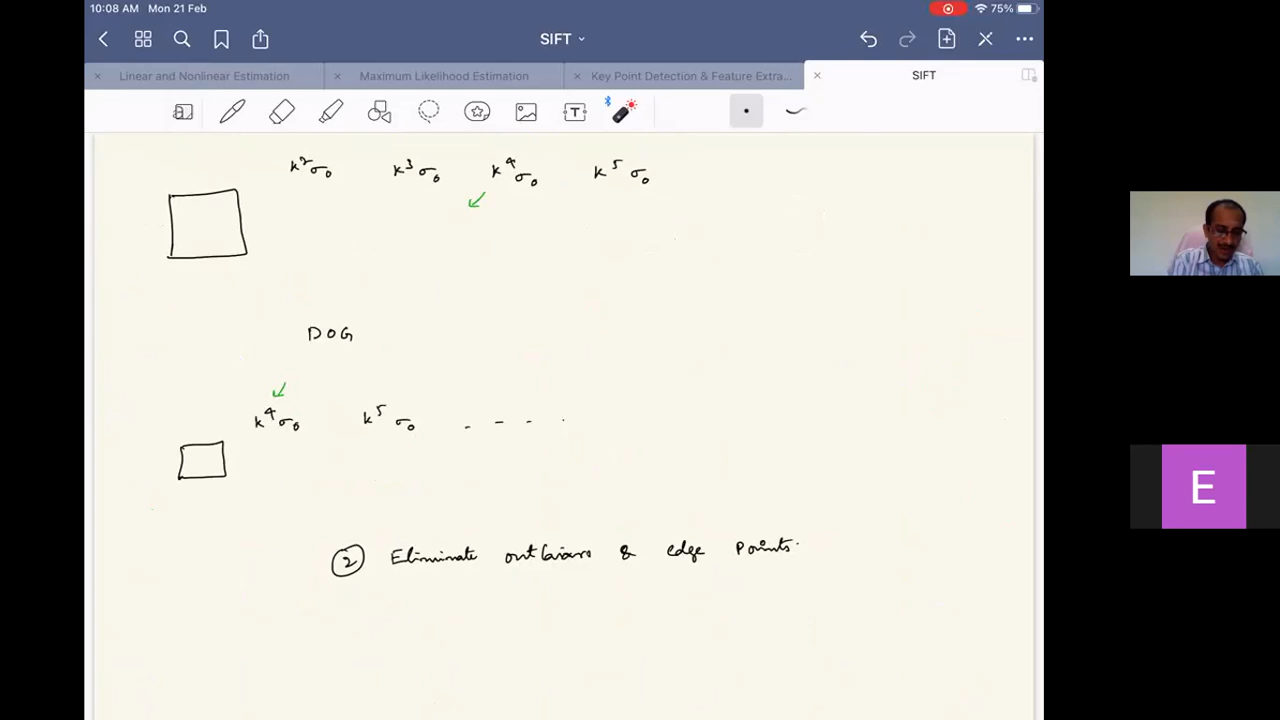 10:08 AM Mon 21 Feb
75%
SIFT
Linear and Nonlinear Estimation
Maximum Likelihood Estimation
Key Point Detection & Feature Extra...
SIFT
T
k²σ₀ k³σ₀ k⁴σ₀ k⁵σ₀
DOG
k⁴σ₀ k⁵σ₀ - - - -
② Eliminate outliers & edge points.
E